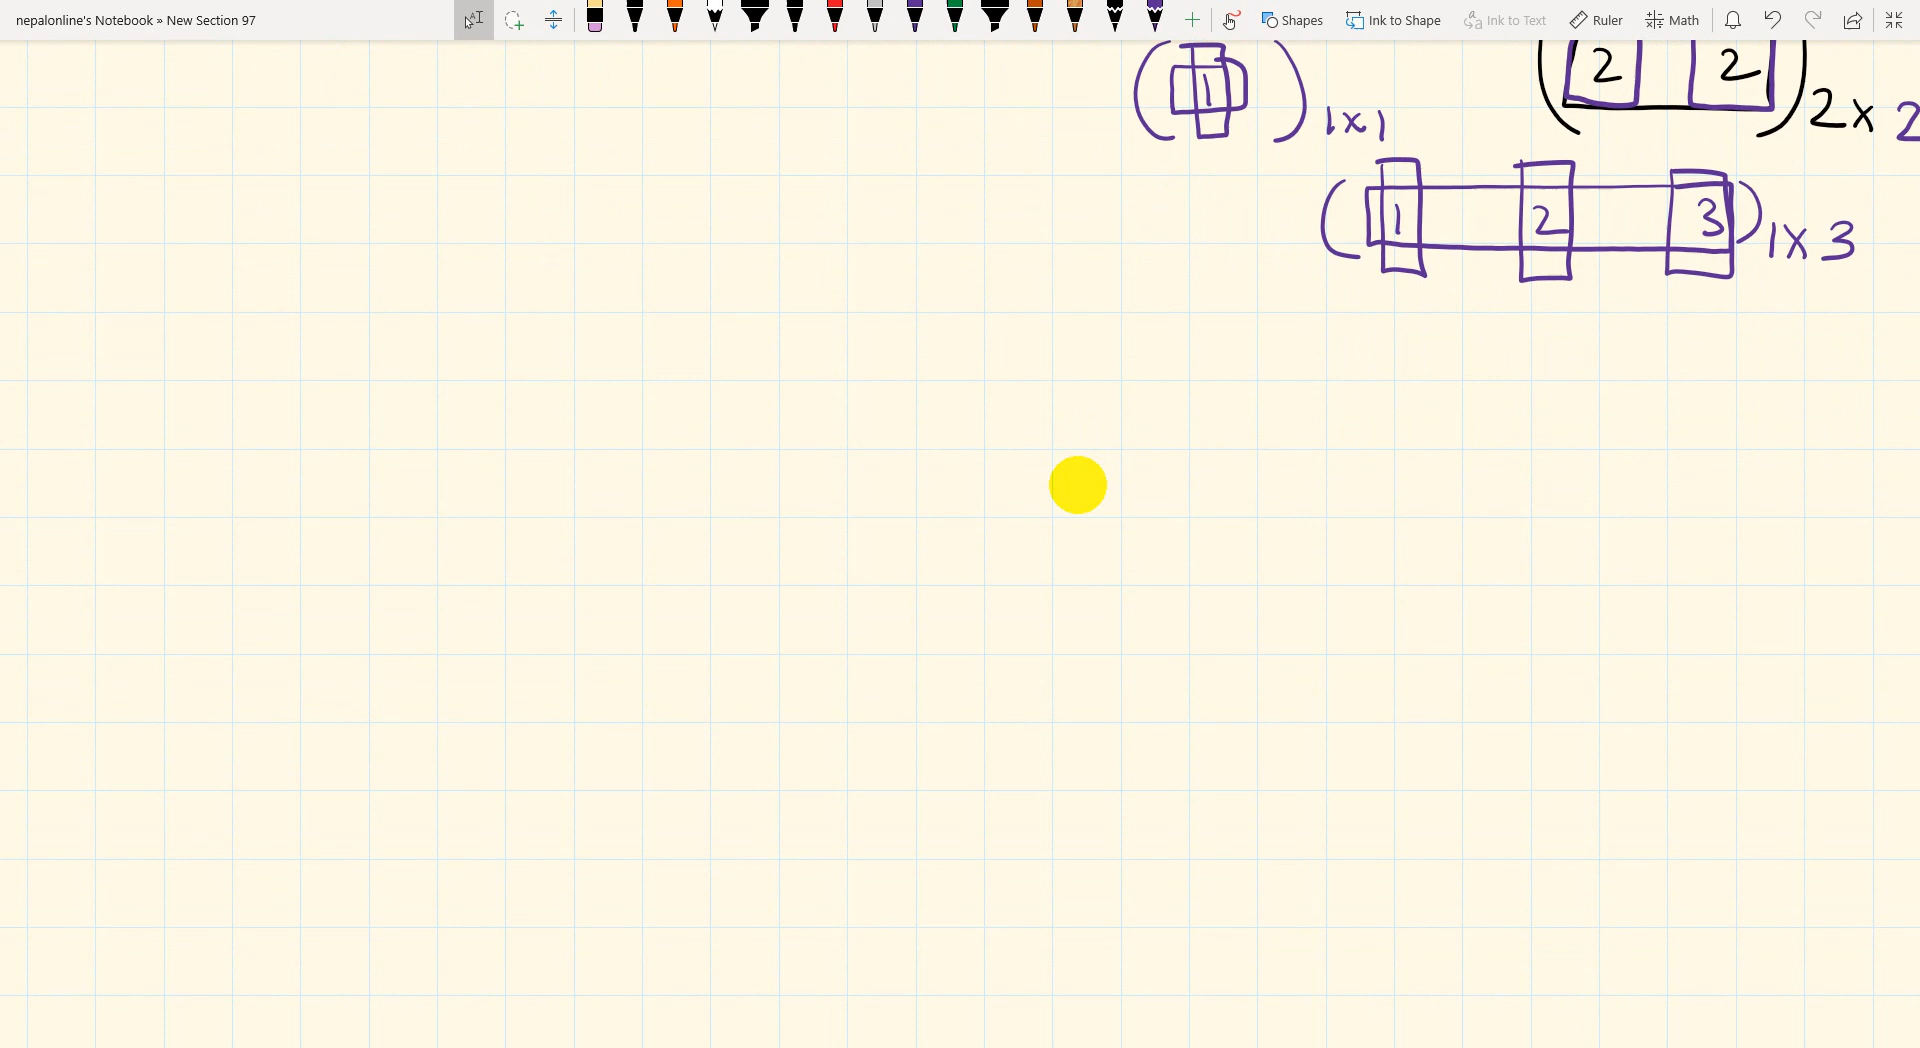 nepalonline's Notebook » New Section 97
Shapes
Ink to Shape
Ink to Text
Ruler
Math
(1)1x1
(2 2)2x2
(1 2 3)1x3